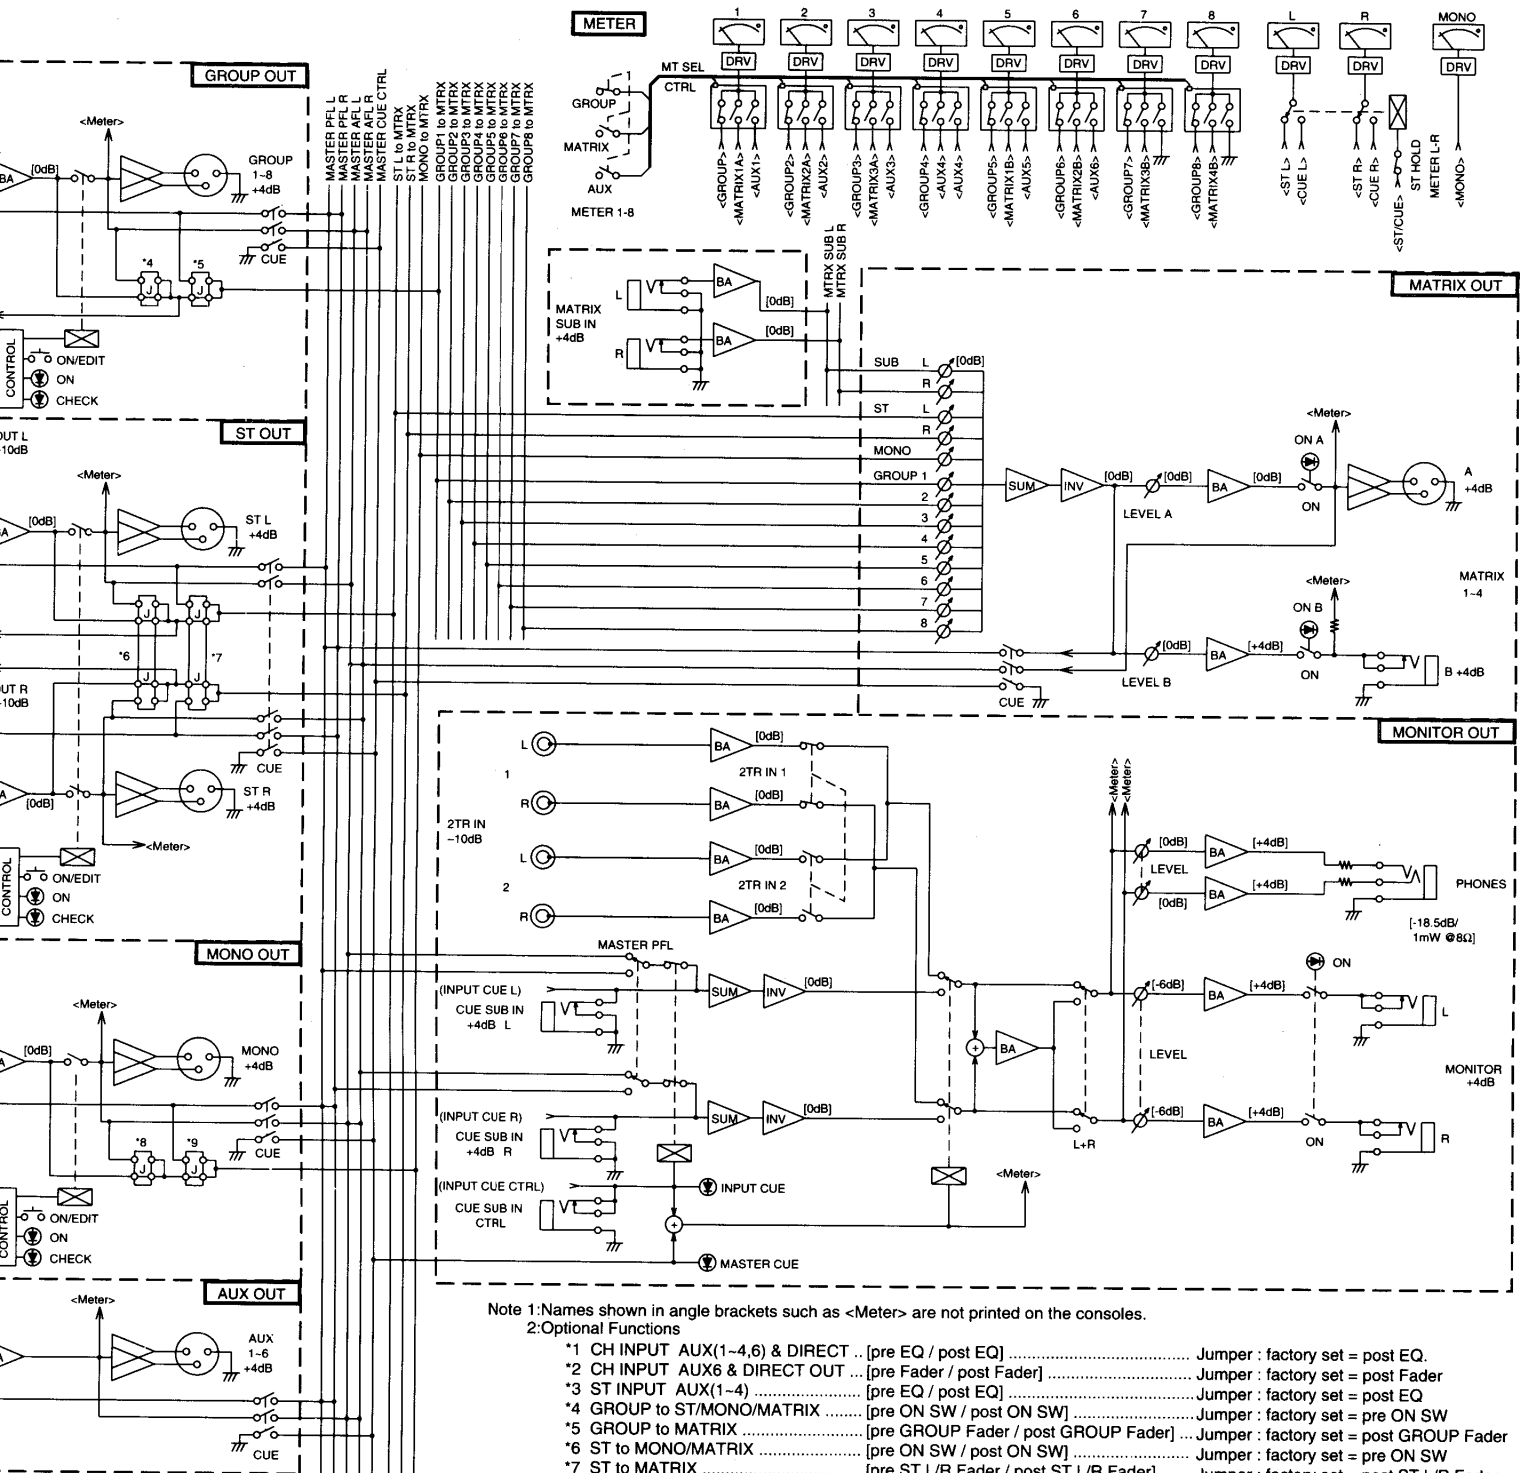 METER
1 2 3 4 5 6 7 8 L R MONO
DRV DRV DRV DRV DRV DRV DRV DRV DRV DRV DRV
MT SEL
CTRL
GROUP
MATRIX
AUX
METER 1-8
<GROUP>
<MATRIX1A>
<AUX1>
<GROUP2>
<MATRIX2A>
<AUX2>
<GROUP3>
<MATRIX3A>
<AUX3>
<GROUP4>
<AUX4>
<AUX4>
<GROUP5>
<MATRIX1B>
<AUX5>
<GROUP6>
<MATRIX2B>
<AUX6>
<GROUP7>
<MATRIX3B>
<GROUP8>
<MATRIX4B>
<ST L>
<CUE L>
<ST R>
<CUE R>
<ST/CUE>
ST HOLD
METER L-R
<MONO>
GROUP OUT
<Meter>
BA
[0dB]
GROUP
1-8
+4dB
CUE
*4
*5
J
J
CONTROL
ON/EDIT
ON
CHECK
MASTER PFL L
MASTER PFL R
MASTER AFL L
MASTER AFL R
MASTER CUE CTRL
ST L to MTRX
ST R to MTRX
MONO to MTRX
GROUP1 to MTRX
GROUP2 to MTRX
GROUP3 to MTRX
GROUP4 to MTRX
GROUP5 to MTRX
GROUP6 to MTRX
GROUP7 to MTRX
GROUP8 to MTRX
MATRIX
SUB IN
+4dB
L
R
BA
[0dB]
BA
[0dB]
MTRX SUB L
MTRX SUB R
MATRIX OUT
SUB L [0dB]
R
ST L
R
MONO
GROUP 1
2
3
4
5
6
7
8
SUM
INV
[0dB]
[0dB]
LEVEL A
BA
[0dB]
<Meter>
ON A
ON
A
+4dB
MATRIX
1~4
<Meter>
ON B
[0dB]
LEVEL B
BA
[+4dB]
ON
B +4dB
CUE
ST OUT
OUT L
-10dB
<Meter>
[0dB]
ST L
+4dB
J
J
*6
*7
J
J
OUT R
-10dB
CUE
[0dB]
ST R
+4dB
<Meter>
CONTROL
ON/EDIT
ON
CHECK
MONITOR OUT
L
1
R
2TR IN
-10dB
L
2
R
BA [0dB]
2TR IN 1
BA [0dB]
BA [0dB]
2TR IN 2
BA [0dB]
<Meter>
<Meter>
[0dB]
LEVEL
[0dB]
BA
[+4dB]
BA
[+4dB]
PHONES
[-18.5dB/
1mW @8Ω]
MASTER PFL
(INPUT CUE L)
CUE SUB IN
+4dB L
SUM
INV
[0dB]
+
BA
L+R
[-6dB]
LEVEL
BA
[+4dB]
ON
L
MONITOR
+4dB
(INPUT CUE R)
CUE SUB IN
+4dB R
SUM
INV
[0dB]
[-6dB]
BA
[+4dB]
ON
R
(INPUT CUE CTRL)
CUE SUB IN
CTRL
INPUT CUE
+
<Meter>
MASTER CUE
MONO OUT
<Meter>
[0dB]
MONO
+4dB
CUE
*8
*9
J
J
CONTROL
ON/EDIT
ON
CHECK
AUX OUT
<Meter>
AUX
1~6
+4dB
CUE
Note 1:Names shown in angle brackets such as <Meter> are not printed on the consoles.
2:Optional Functions
*1 CH INPUT AUX(1~4,6) & DIRECT .. [pre EQ / post EQ] .................................. Jumper : factory set = post EQ.
*2 CH INPUT AUX6 & DIRECT OUT ... [pre Fader / post Fader] ........................... Jumper : factory set = post Fader
*3 ST INPUT AUX(1~4) .................... [pre EQ / post EQ] .................................. Jumper : factory set = post EQ
*4 GROUP to ST/MONO/MATRIX ........ [pre ON SW / post ON SW] ....................... Jumper : factory set = pre ON SW
*5 GROUP to MATRIX ...................... [pre GROUP Fader / post GROUP Fader] ... Jumper : factory set = post GROUP Fader
*6 ST to MONO/MATRIX ................... [pre ON SW / post ON SW] ....................... Jumper : factory set = pre ON SW
*7 ST to MATRIX ............................ [pre ST L/R Fader / post ST L/R Fader]